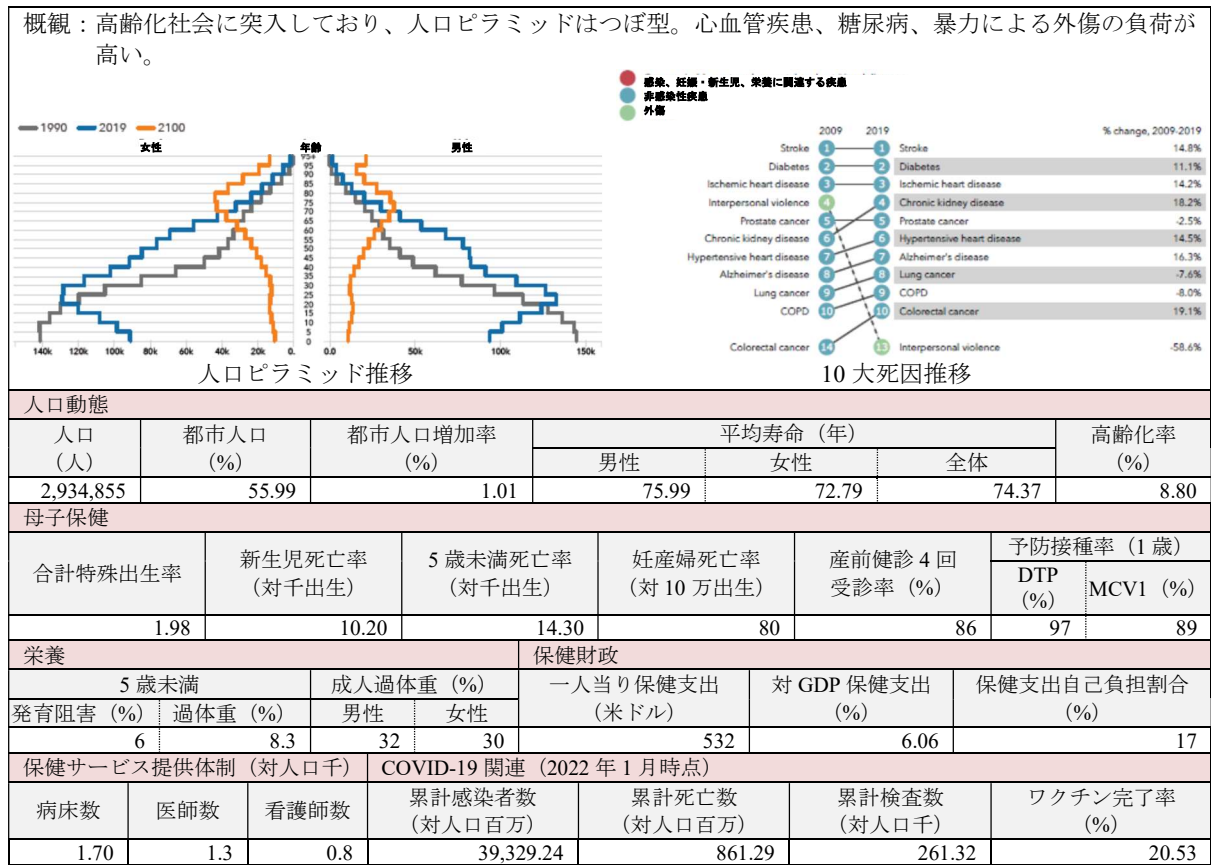 概観：高齢化社会に突入しており、人口ピラミッドはつぼ型。心血管疾患、糖尿病、暴力による外傷の負荷が
高い。
1990 2019 2100
女性 年齢 男性
95+
95
90
85
80
75
70
65
60
55
50
45
40
35
30
25
20
15
10
5
0
140k 120k 100k 80k 60k 40k 20k 0. 0.0 50k 100k 150k
人口ピラミッド推移
感染、妊娠・新生児、栄養に関連する疾患
非感染性疾患
外傷
2009 2019 % change, 2009-2019
Stroke 1 1 Stroke 14.8%
Diabetes 2 2 Diabetes 11.1%
Ischemic heart disease 3 3 Ischemic heart disease 14.2%
Interpersonal violence 4 4 Chronic kidney disease 18.2%
Prostate cancer 5 5 Prostate cancer -2.5%
Chronic kidney disease 6 6 Hypertensive heart disease 14.5%
Hypertensive heart disease 7 7 Alzheimer's disease 16.3%
Alzheimer's disease 8 8 Lung cancer -7.6%
Lung cancer 9 9 COPD -8.0%
COPD 10 10 Colorectal cancer 19.1%
Colorectal cancer 14 13 Interpersonal violence -58.6%
10 大死因推移
人口動態
人口 都市人口 都市人口増加率 平均寿命（年） 高齢化率
（人） (%) (%) 男性 女性 全体 (%)
2,934,855 55.99 1.01 75.99 72.79 74.37 8.80
母子保健
合計特殊出生率 新生児死亡率 5 歳未満死亡率 妊産婦死亡率 産前健診 4 回 予防接種率（1 歳）
（対千出生） （対千出生） （対 10 万出生） 受診率（%） DTP (%) MCV1（%）
1.98 10.20 14.30 80 86 97 89
栄養 保健財政
5 歳未満 成人過体重（%） 一人当り保健支出 対 GDP 保健支出 保健支出自己負担割合
発育阻害（%） 過体重（%） 男性 女性 （米ドル） (%) (%)
6 8.3 32 30 532 6.06 17
保健サービス提供体制（対人口千） COVID-19 関連（2022 年 1 月時点）
病床数 医師数 看護師数 累計感染者数 累計死亡数 累計検査数 ワクチン完了率
（対人口百万） （対人口百万） （対人口千） (%)
1.70 1.3 0.8 39,329.24 861.29 261.32 20.53